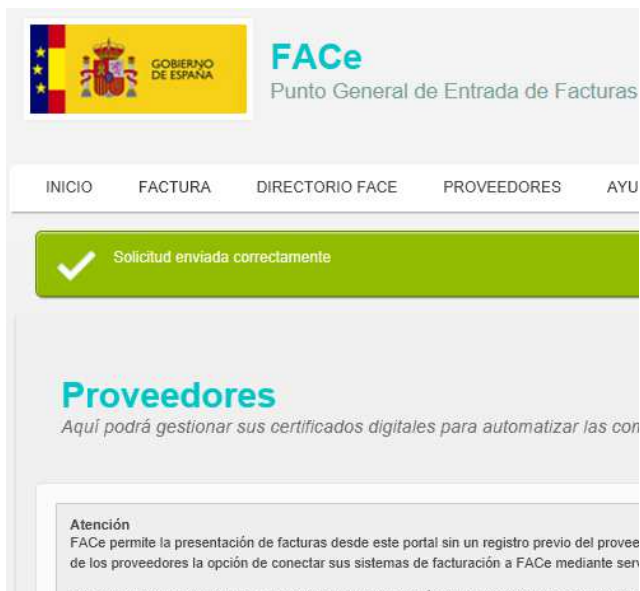 GOBIERNO
DE ESPAÑA
FACe
Punto General de Entrada de Facturas
INICIO FACTURA DIRECTORIO FACE PROVEEDORES AYU
Solicitud enviada correctamente
Proveedores
Aquí podrá gestionar sus certificados digitales para automatizar las con
Atención
FACe permite la presentación de facturas desde este portal sin un registro previo del provee
de los proveedores la opción de conectar sus sistemas de facturación a FACe mediante serv